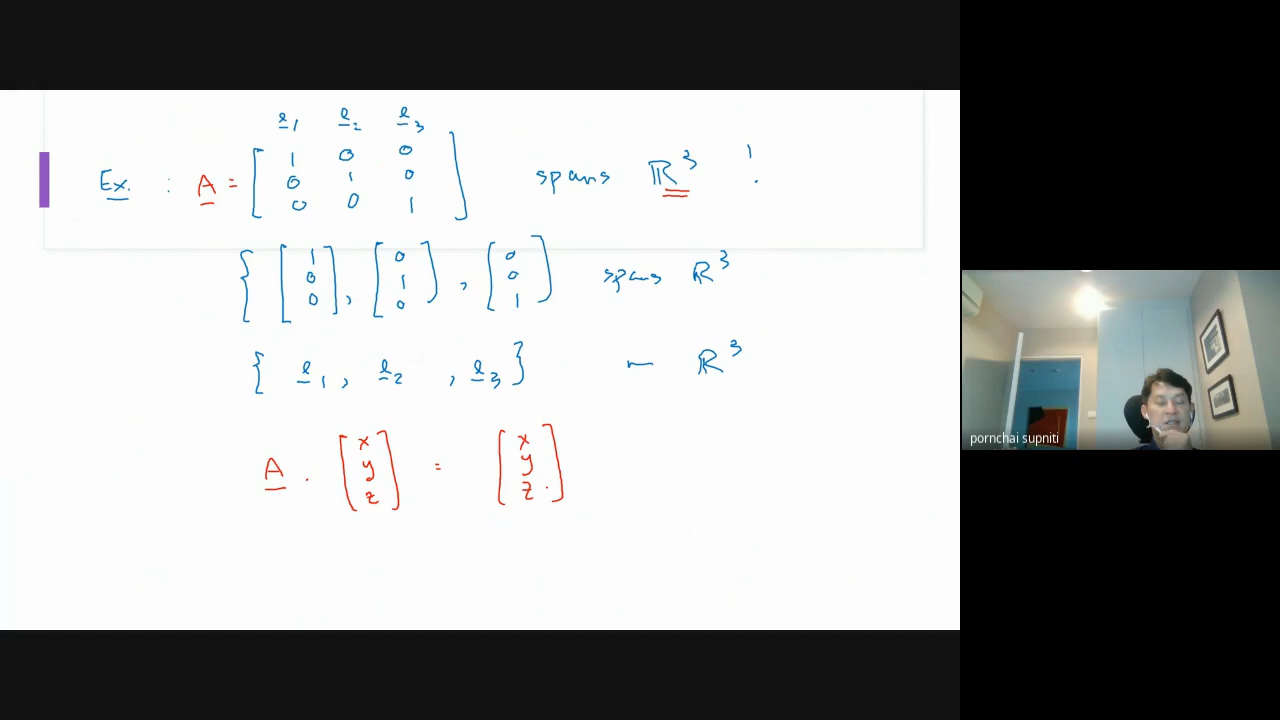 e1 e2 e3
Ex. : A = [ 1 0 0 ; 0 1 0 ; 0 0 1 ] spans ℝ³ !
{ [ 1 0 0 ], [ 0 1 0 ], [ 0 0 1 ] spans ℝ³
{ e1, e2, e3 } — ℝ³
A . [ x y z ] = [ x y z ]
pornchai supniti